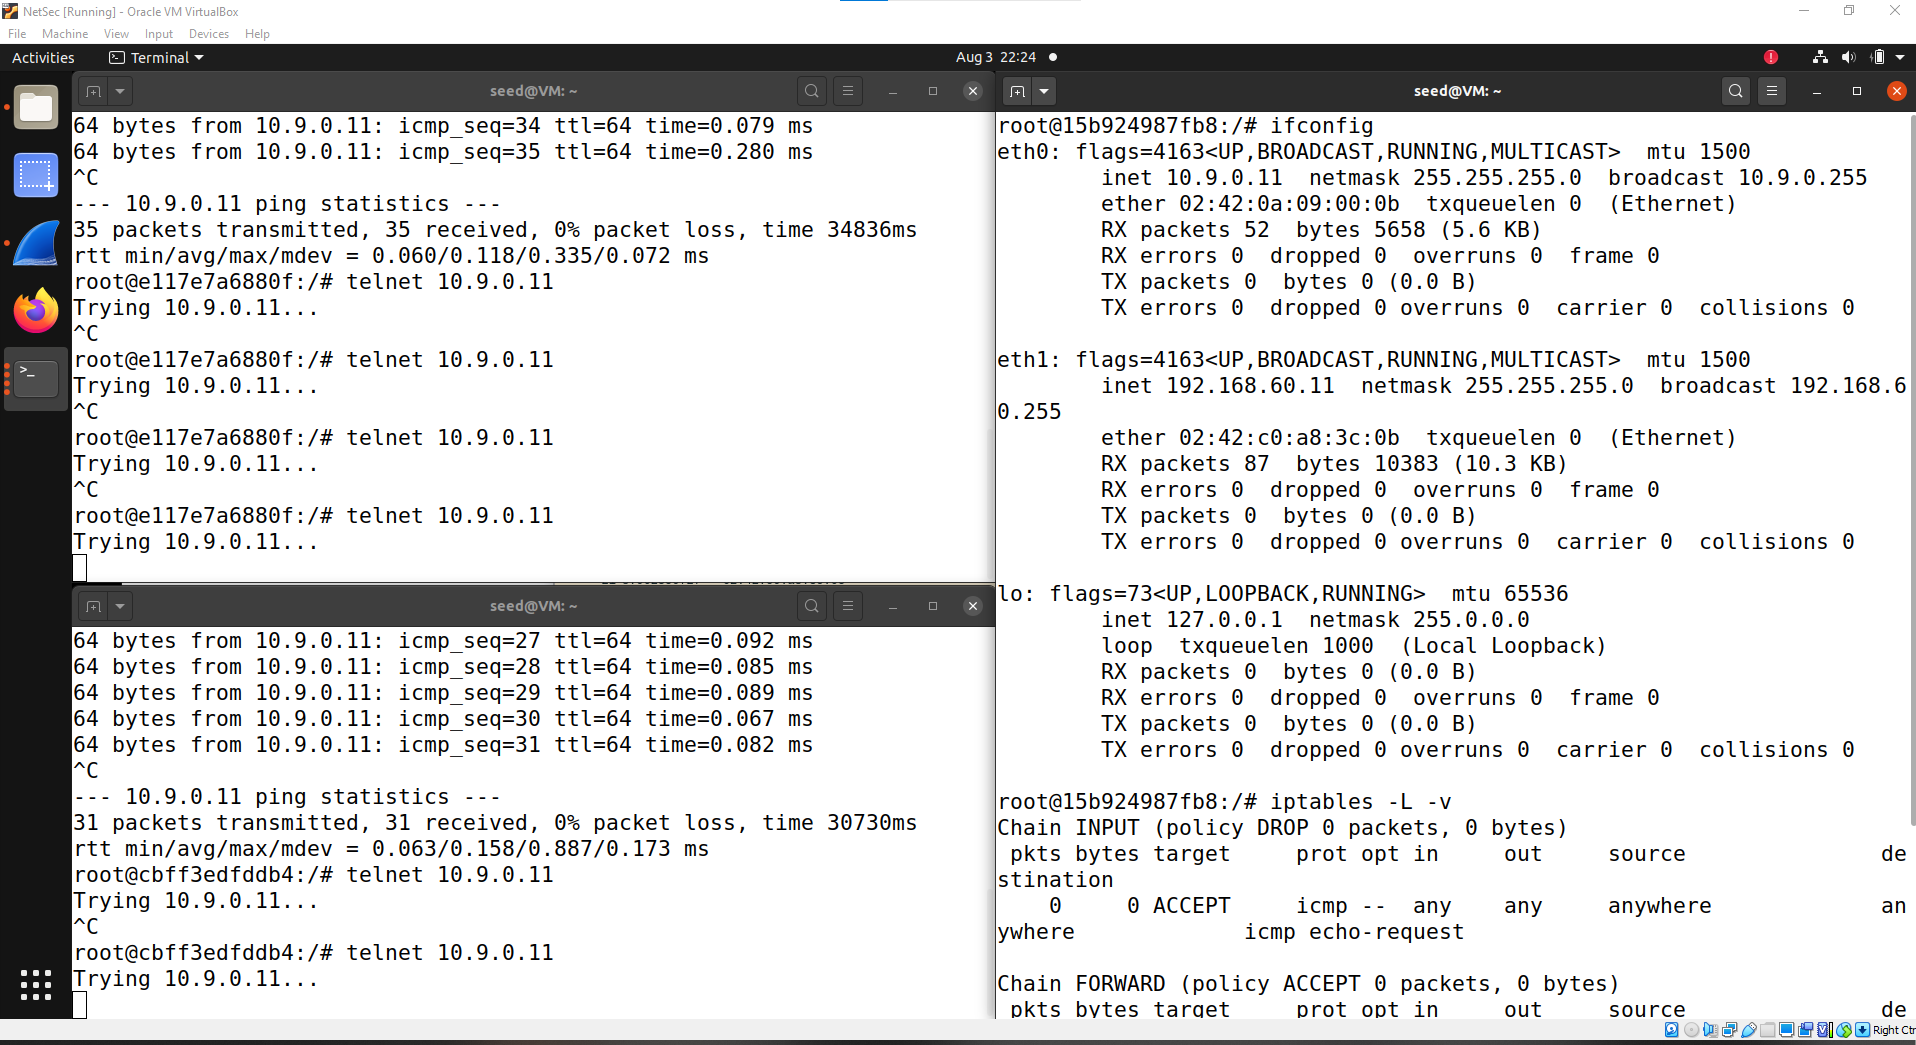 NetSec [Running] - Oracle VM VirtualBox
File Machine View Input Devices Help
Activities Terminal Aug 3 22:24
seed@VM: ~
64 bytes from 10.9.0.11: icmp_seq=34 ttl=64 time=0.079 ms
64 bytes from 10.9.0.11: icmp_seq=35 ttl=64 time=0.280 ms
^C
--- 10.9.0.11 ping statistics ---
35 packets transmitted, 35 received, 0% packet loss, time 34836ms
rtt min/avg/max/mdev = 0.060/0.118/0.335/0.072 ms
root@e117e7a6880f:/# telnet 10.9.0.11
Trying 10.9.0.11...
^C
root@e117e7a6880f:/# telnet 10.9.0.11
Trying 10.9.0.11...
^C
root@e117e7a6880f:/# telnet 10.9.0.11
Trying 10.9.0.11...
^C
root@e117e7a6880f:/# telnet 10.9.0.11
Trying 10.9.0.11...
seed@VM: ~
64 bytes from 10.9.0.11: icmp_seq=27 ttl=64 time=0.092 ms
64 bytes from 10.9.0.11: icmp_seq=28 ttl=64 time=0.085 ms
64 bytes from 10.9.0.11: icmp_seq=29 ttl=64 time=0.089 ms
64 bytes from 10.9.0.11: icmp_seq=30 ttl=64 time=0.067 ms
64 bytes from 10.9.0.11: icmp_seq=31 ttl=64 time=0.082 ms
^C
--- 10.9.0.11 ping statistics ---
31 packets transmitted, 31 received, 0% packet loss, time 30730ms
rtt min/avg/max/mdev = 0.063/0.158/0.887/0.173 ms
root@cbff3edfddb4:/# telnet 10.9.0.11
Trying 10.9.0.11...
^C
root@cbff3edfddb4:/# telnet 10.9.0.11
Trying 10.9.0.11...
seed@VM: ~
root@15b924987fb8:/# ifconfig
eth0: flags=4163<UP,BROADCAST,RUNNING,MULTICAST>  mtu 1500
inet 10.9.0.11  netmask 255.255.255.0  broadcast 10.9.0.255
ether 02:42:0a:09:00:0b  txqueuelen 0  (Ethernet)
RX packets 52  bytes 5658 (5.6 KB)
RX errors 0  dropped 0  overruns 0  frame 0
TX packets 0  bytes 0 (0.0 B)
TX errors 0  dropped 0 overruns 0  carrier 0  collisions 0
eth1: flags=4163<UP,BROADCAST,RUNNING,MULTICAST>  mtu 1500
inet 192.168.60.11  netmask 255.255.255.0  broadcast 192.168.6
0.255
ether 02:42:c0:a8:3c:0b  txqueuelen 0  (Ethernet)
RX packets 87  bytes 10383 (10.3 KB)
RX errors 0  dropped 0  overruns 0  frame 0
TX packets 0  bytes 0 (0.0 B)
TX errors 0  dropped 0 overruns 0  carrier 0  collisions 0
lo: flags=73<UP,LOOPBACK,RUNNING>  mtu 65536
inet 127.0.0.1  netmask 255.0.0.0
loop  txqueuelen 1000  (Local Loopback)
RX packets 0  bytes 0 (0.0 B)
RX errors 0  dropped 0  overruns 0  frame 0
TX packets 0  bytes 0 (0.0 B)
TX errors 0  dropped 0 overruns 0  carrier 0  collisions 0
root@15b924987fb8:/# iptables -L -v
Chain INPUT (policy DROP 0 packets, 0 bytes)
pkts bytes target     prot opt in     out     source               de
stination
0     0 ACCEPT     icmp --  any    any     anywhere             an
ywhere             icmp echo-request
Chain FORWARD (policy ACCEPT 0 packets, 0 bytes)
pkts bytes target     prot opt in     out     source               de
Right Ctr